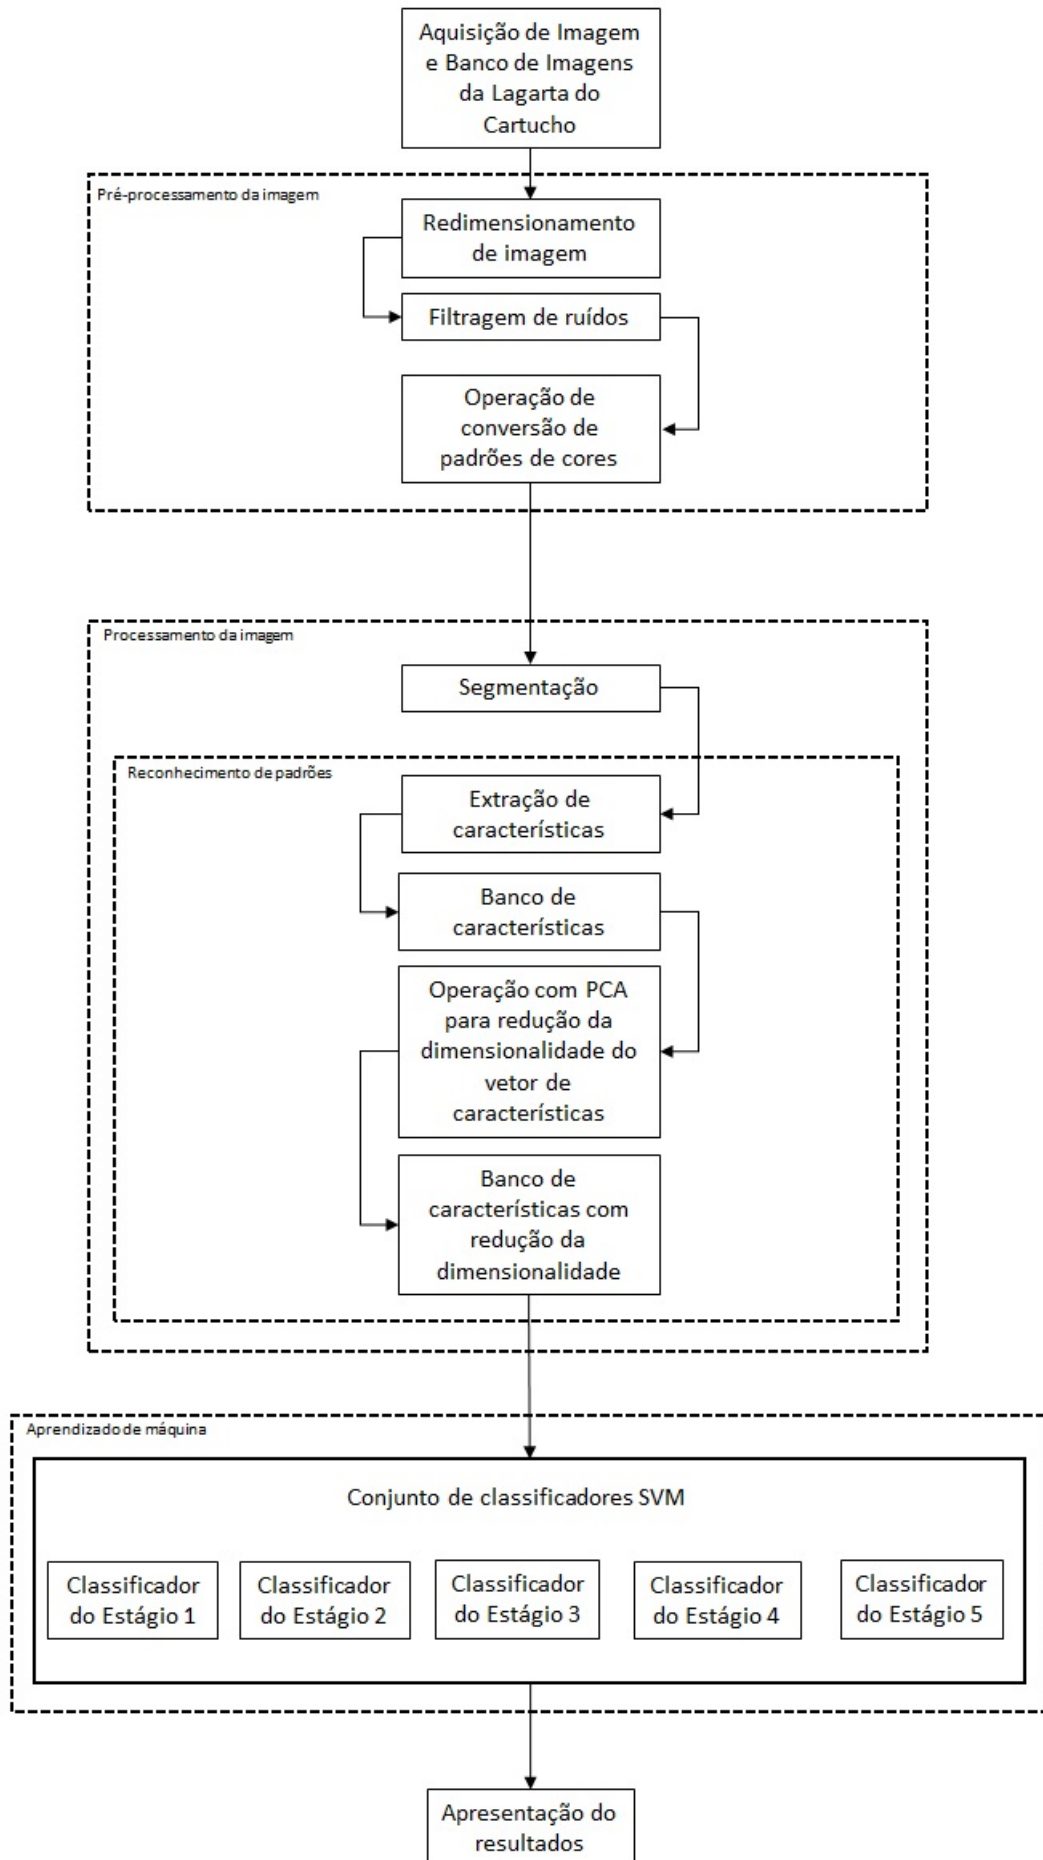 Aquisição de Imagem
e Banco de Imagens
da Lagarta do
Cartucho
Pré-processamento da imagem
Redimensionamento
de imagem
Filtragem de ruídos
Operação de
conversão de
padrões de cores
Processamento da imagem
Segmentação
Reconhecimento de padrões
Extração de
características
Banco de
características
Operação com PCA
para redução da
dimensionalidade do
vetor de
características
Banco de
características com
redução da
dimensionalidade
Aprendizado de máquina
Conjunto de classificadores SVM
Classificador
do Estágio 1
Classificador
do Estágio 2
Classificador
do Estágio 3
Classificador
do Estágio 4
Classificador
do Estágio 5
Apresentação do
resultados